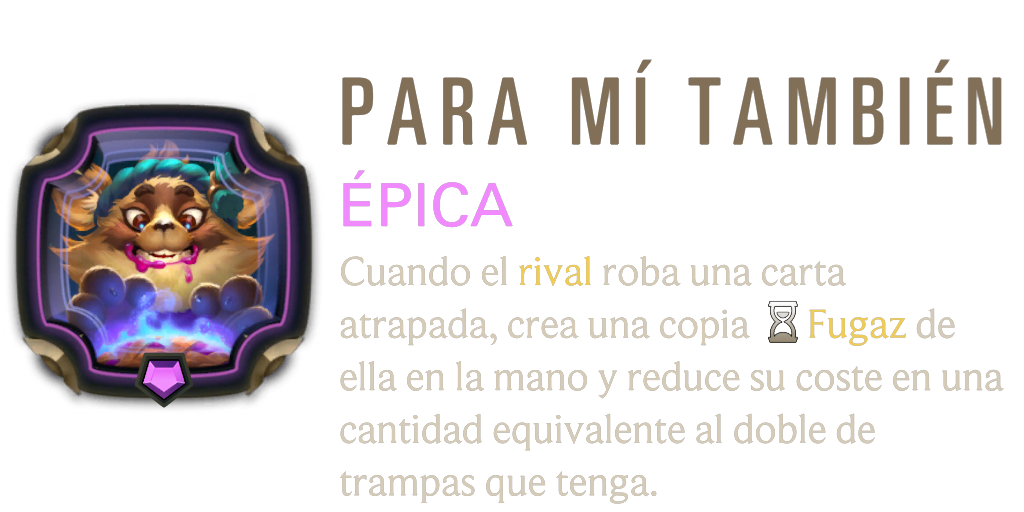 PARA MÍ TAMBIÉN
ÉPICA
Cuando el rival roba una carta
atrapada, crea una copia Fugaz de
ella en la mano y reduce su coste en una
cantidad equivalente al doble de
trampas que tenga.